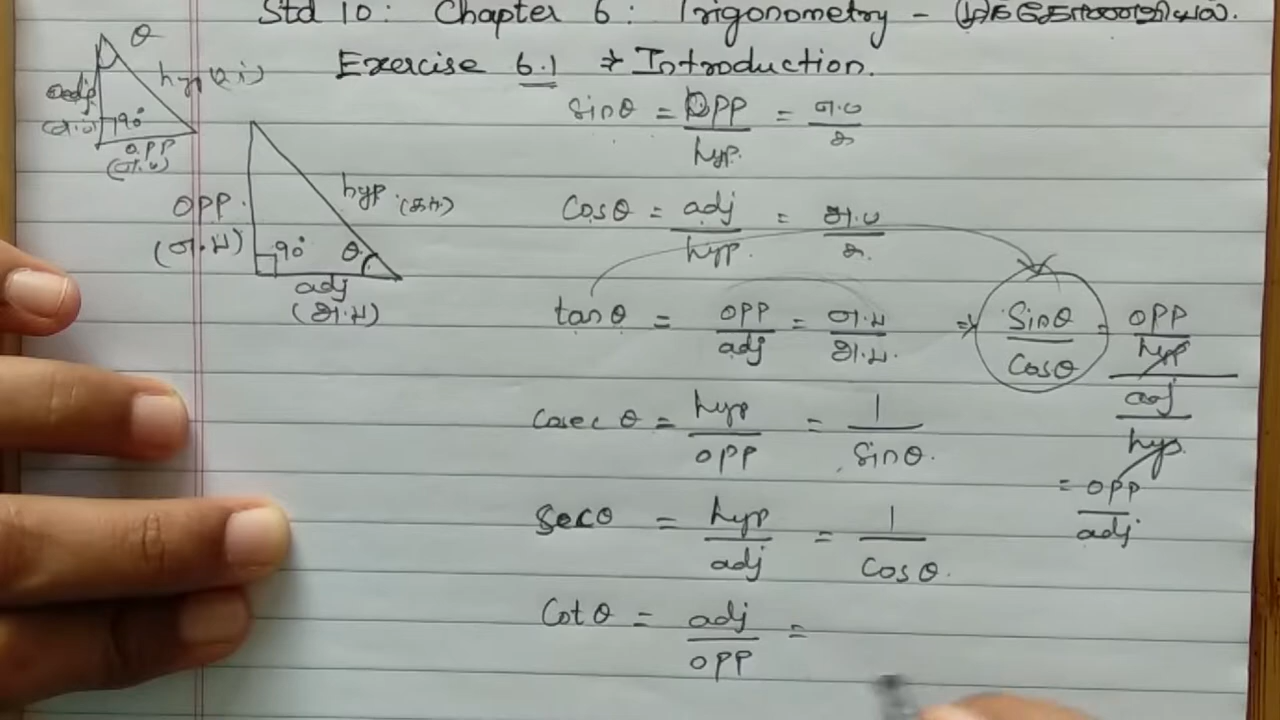 Std 10: Chapter 6: Trigonometry -
Exercise 6.1 ⇒ Introduction.
θ
adj
hyp
90°
opp
(எ.ப)
opp.
(எ.ப)
hyp.
90° θ
adj
(அ.ப)
Sinθ = opp/hyp. = எ.ப/க
Cosθ = adj/hyp. = அ.ப/க.
tanθ = opp/adj = எ.ப/அ.ப. ⇒ Sinθ/Cosθ = opp/hyp / adj/hyp
= opp/adj
Cosec θ = hyp/opp = 1/Sinθ.
Secθ = hyp/adj = 1/Cosθ.
Cotθ = adj/opp =